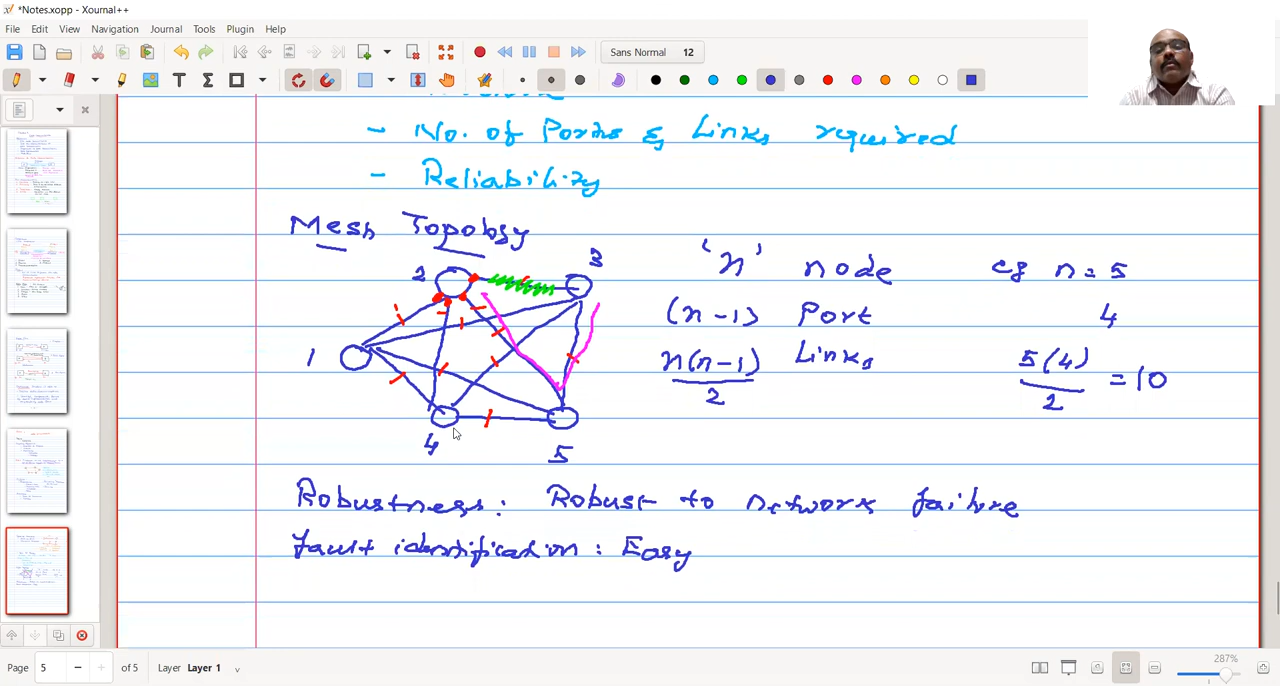 *Notes.xopp - Xournal++
File Edit View Navigation Journal Tools Plugin Help
Sans Normal 12
- No. of Ports & Links required
- Reliability
Mesh Topology
2 3
1
4 5
'n' node
(n-1) Port
n(n-1) Links
2
eg n = 5
4
5(4) = 10
2
Robustness: Robust to network failure
fault identification: Easy
Page 5 of 5 Layer Layer 1
287%